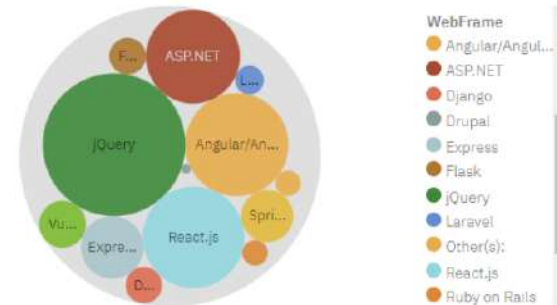 F...
ASP.NET
L...
jQuery
Angular/An...
Vu...
Expre...
React.js
Spri...
D...
WebFrame
Angular/Angul...
ASP.NET
Django
Drupal
Express
Flask
jQuery
Laravel
Other(s):
React.js
Ruby on Rails